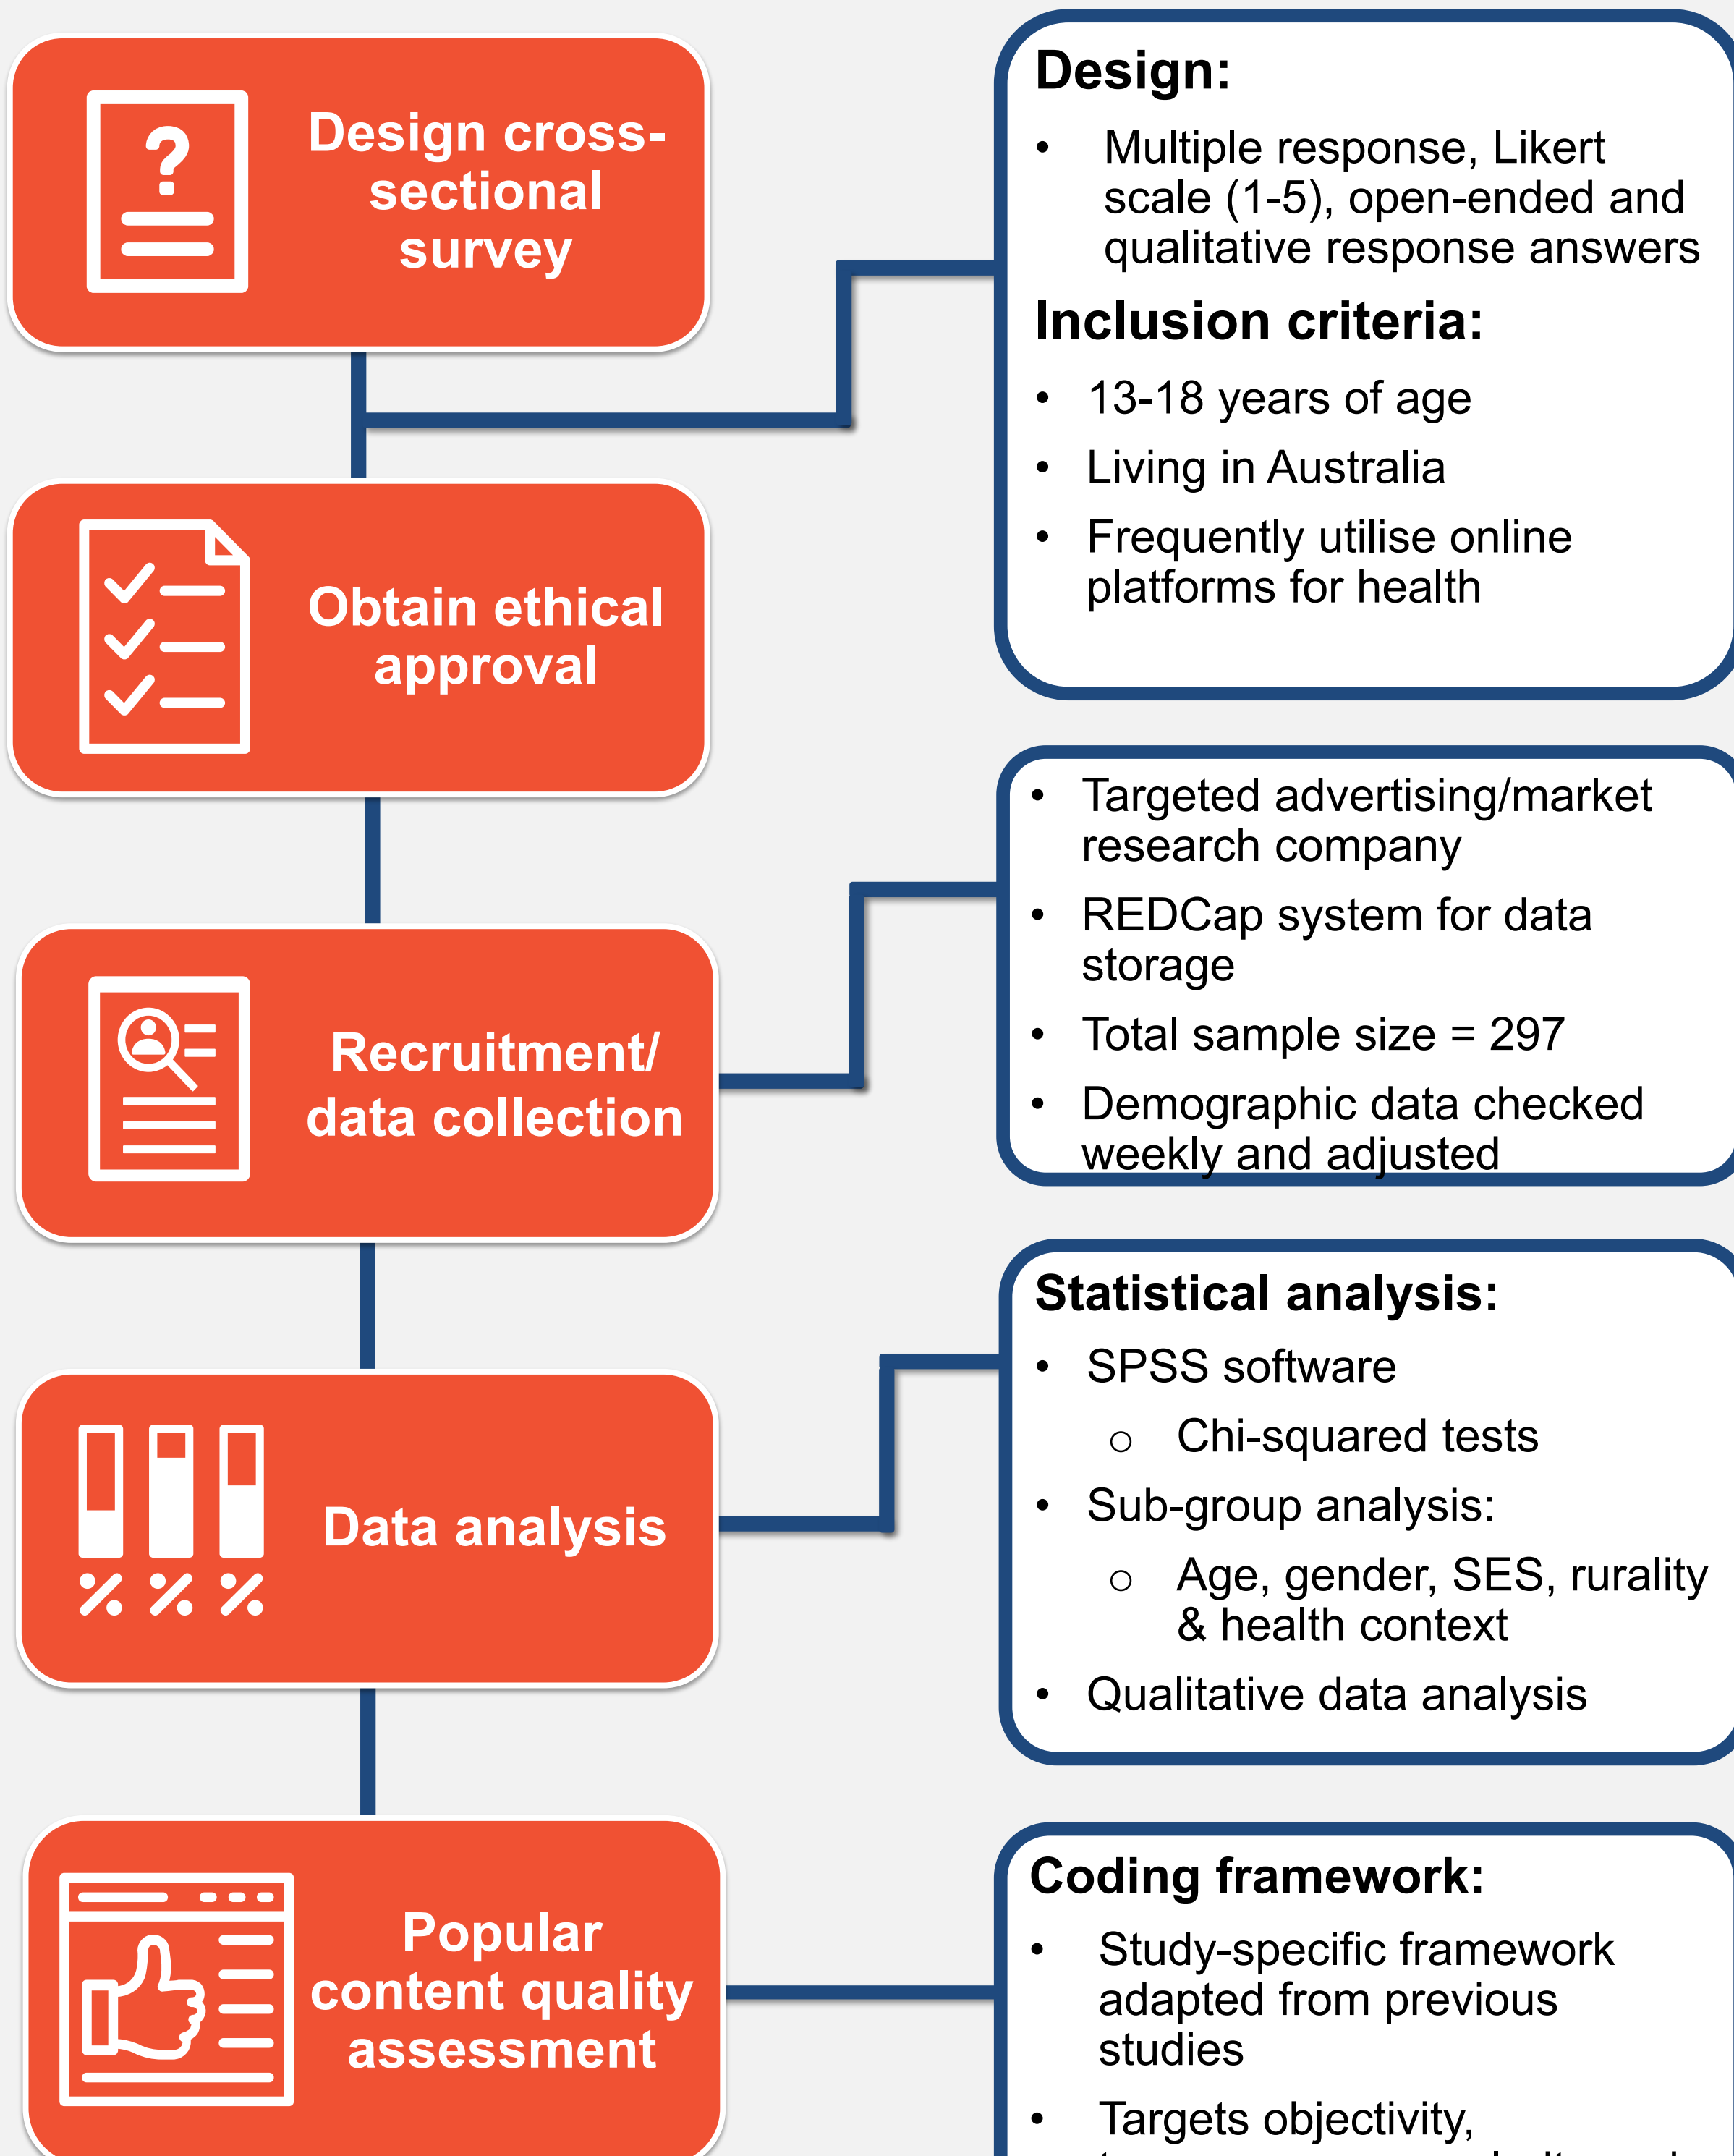 Design cross-
sectional
survey
Design:
• Multiple response, Likert
scale (1-5), open-ended and
qualitative response answers
Inclusion criteria:
• 13-18 years of age
• Living in Australia
• Frequently utilise online
platforms for health
Obtain ethical
approval
Recruitment/
data collection
• Targeted advertising/market
research company
• REDCap system for data
storage
• Total sample size = 297
• Demographic data checked
weekly and adjusted
Data analysis
Statistical analysis:
• SPSS software
o Chi-squared tests
• Sub-group analysis:
o Age, gender, SES, rurality
& health context
• Qualitative data analysis
Popular
content quality
assessment
Coding framework:
• Study-specific framework
adapted from previous
studies
• Targets objectivity,